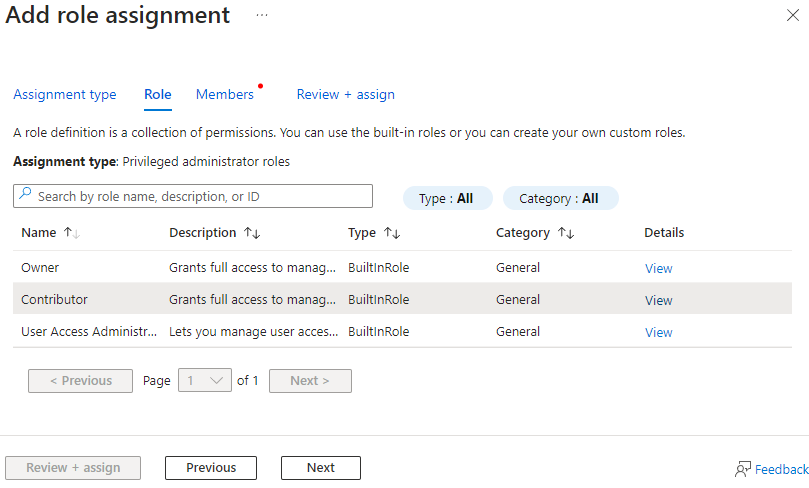 Add role assignment ...
Assignment type Role Members Review + assign
A role definition is a collection of permissions. You can use the built-in roles or you can create your own custom roles.
Assignment type: Privileged administrator roles
Search by role name, description, or ID Type : All Category : All
Name ↑↓ Description ↑↓ Type ↑↓ Category ↑↓ Details
Owner Grants full access to manag... BuiltInRole General View
Contributor Grants full access to manag... BuiltInRole General View
User Access Administr... Lets you manage user acces... BuiltInRole General View
< Previous Page 1 of 1 Next >
Review + assign Previous Next Feedback